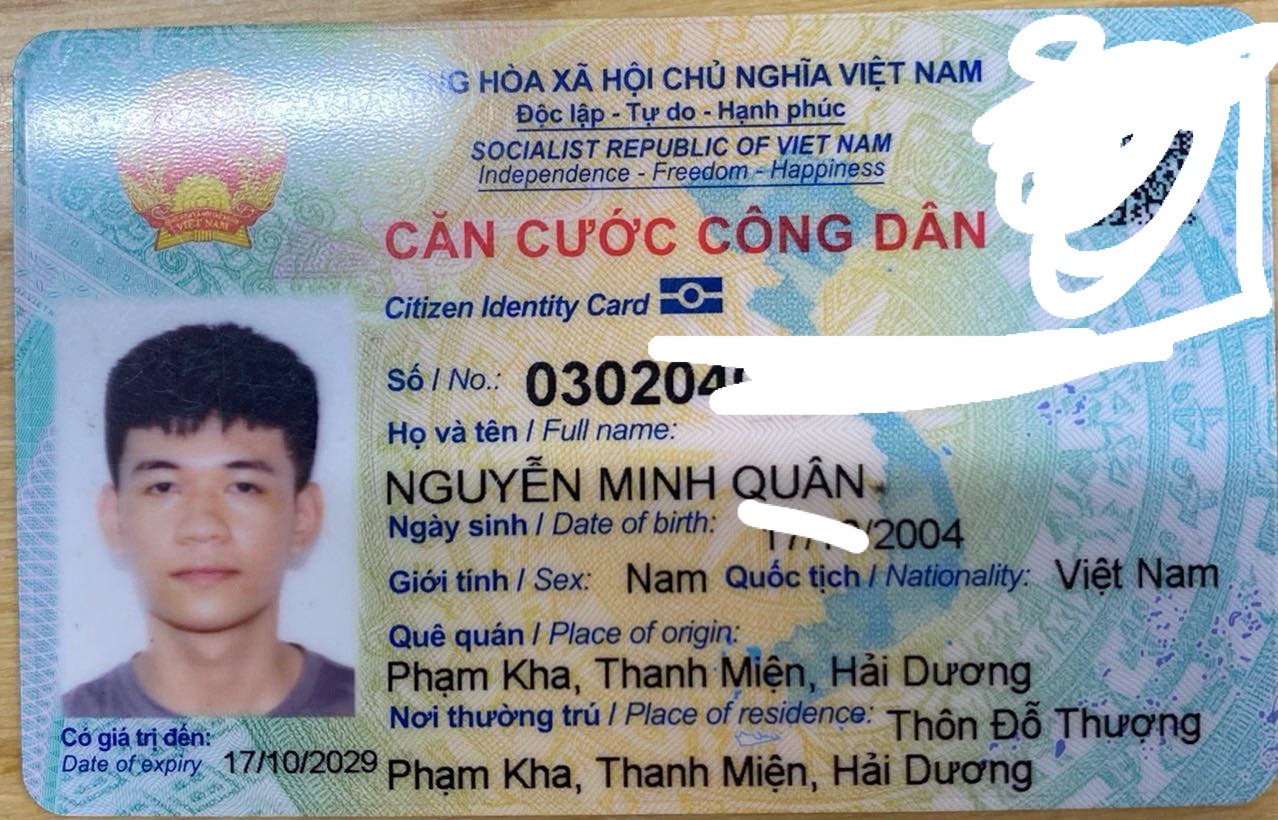 HÒA XÃ HỘI CHỦ NGHĨA VIỆT NAM
Độc lập - Tự do - Hạnh phúc
SOCIALIST REPUBLIC OF VIET NAM
Independence - Freedom - Happiness
VIỆT NAM
CĂN CƯỚC CÔNG DÂN
Citizen Identity Card
Số / No.: 030204
Họ và tên / Full name:
NGUYỄN MINH QUÂN
Ngày sinh / Date of birth: /2004
Giới tính / Sex: Nam Quốc tịch / Nationality: Việt Nam
Quê quán / Place of origin:
Phạm Kha, Thanh Miện, Hải Dương
Nơi thường trú / Place of residence: Thôn Đỗ Thượng
Phạm Kha, Thanh Miện, Hải Dương
Có giá trị đến: 17/10/2029
Date of expiry